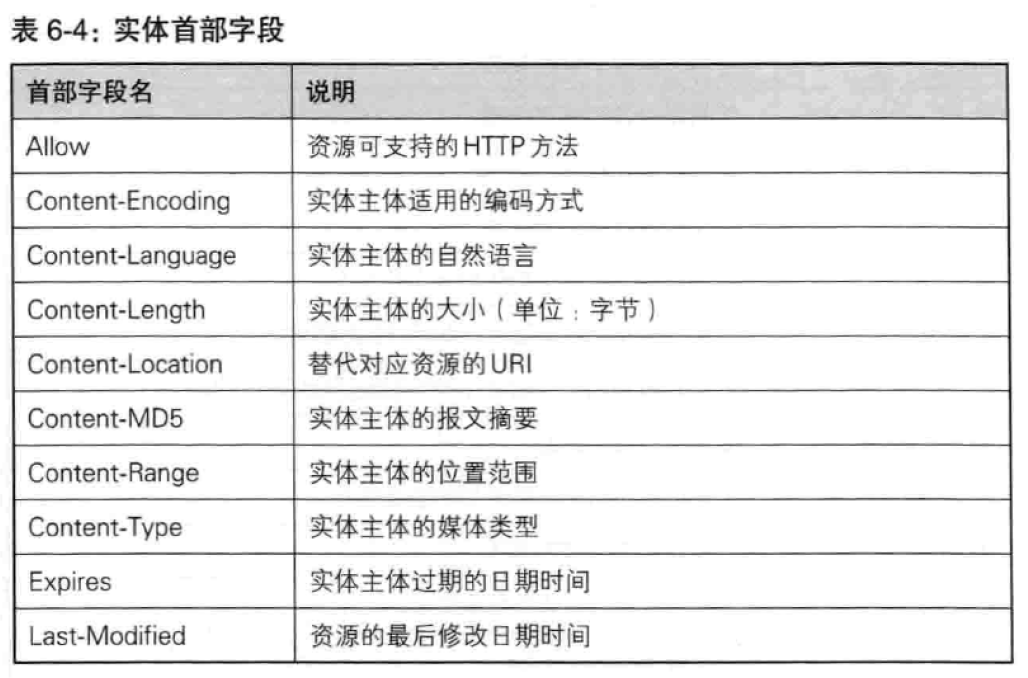 表 6-4：实体首部字段
首部字段名 说明
Allow 资源可支持的HTTP方法
Content-Encoding 实体主体适用的编码方式
Content-Language 实体主体的自然语言
Content-Length 实体主体的大小（单位：字节）
Content-Location 替代对应资源的URI
Content-MD5 实体主体的报文摘要
Content-Range 实体主体的位置范围
Content-Type 实体主体的媒体类型
Expires 实体主体过期的日期时间
Last-Modified 资源的最后修改日期时间